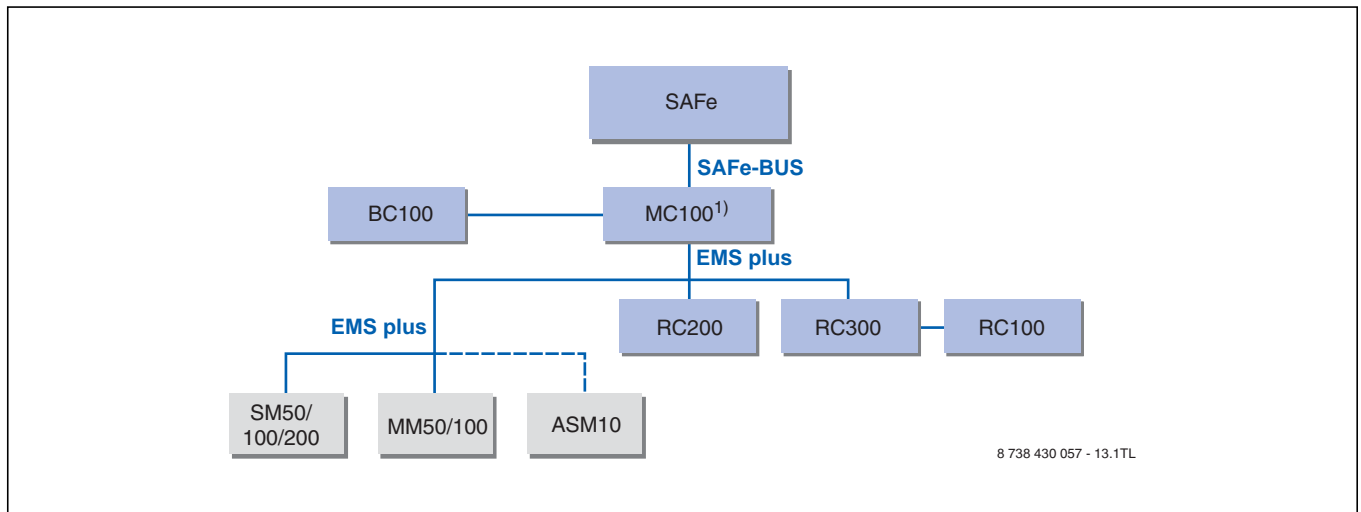 SAFe
SAFe-BUS
BC100
MC100¹⁾
EMS plus
RC200
RC300
RC100
EMS plus
SM50/
100/200
MM50/100
ASM10
8 738 430 057 - 13.1TL